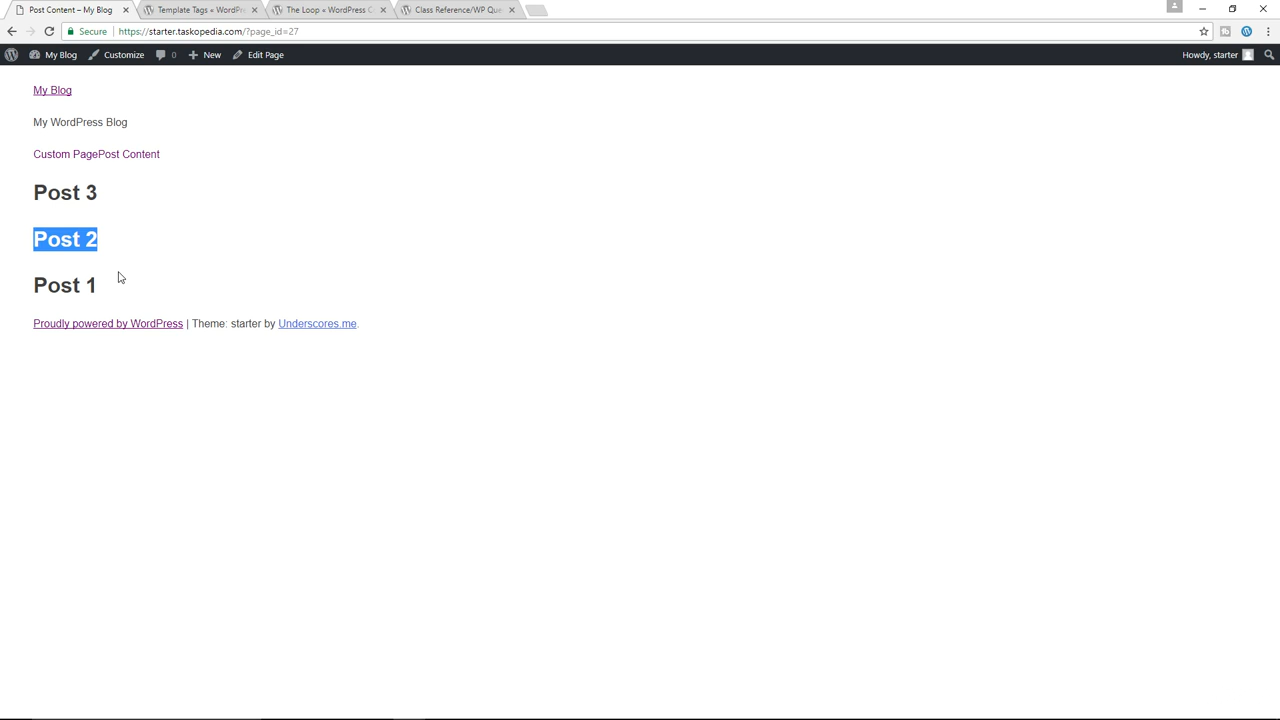 Post Content – My Blog
Template Tags « WordPr
The Loop « WordPress C
Class Reference/WP Que
Secure
https://starter.taskopedia.com/?page_id=27
My Blog
Customize
0
New
Edit Page
Howdy, starter
My Blog
My WordPress Blog
Custom PagePost Content
Post 3
Post 2
Post 1
Proudly powered by WordPress | Theme: starter by Underscores.me.